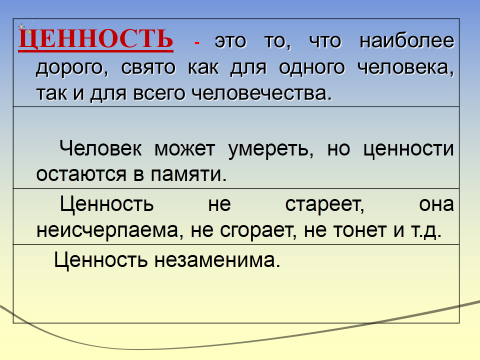 ЦЕННОСТЬ - это то, что наиболее
дорого, свято как для одного человека,
так и для всего человечества.
Человек может умереть, но ценности
остаются в памяти.
Ценность не стареет, она
неисчерпаема, не сгорает, не тонет и т.д.
Ценность незаменима.